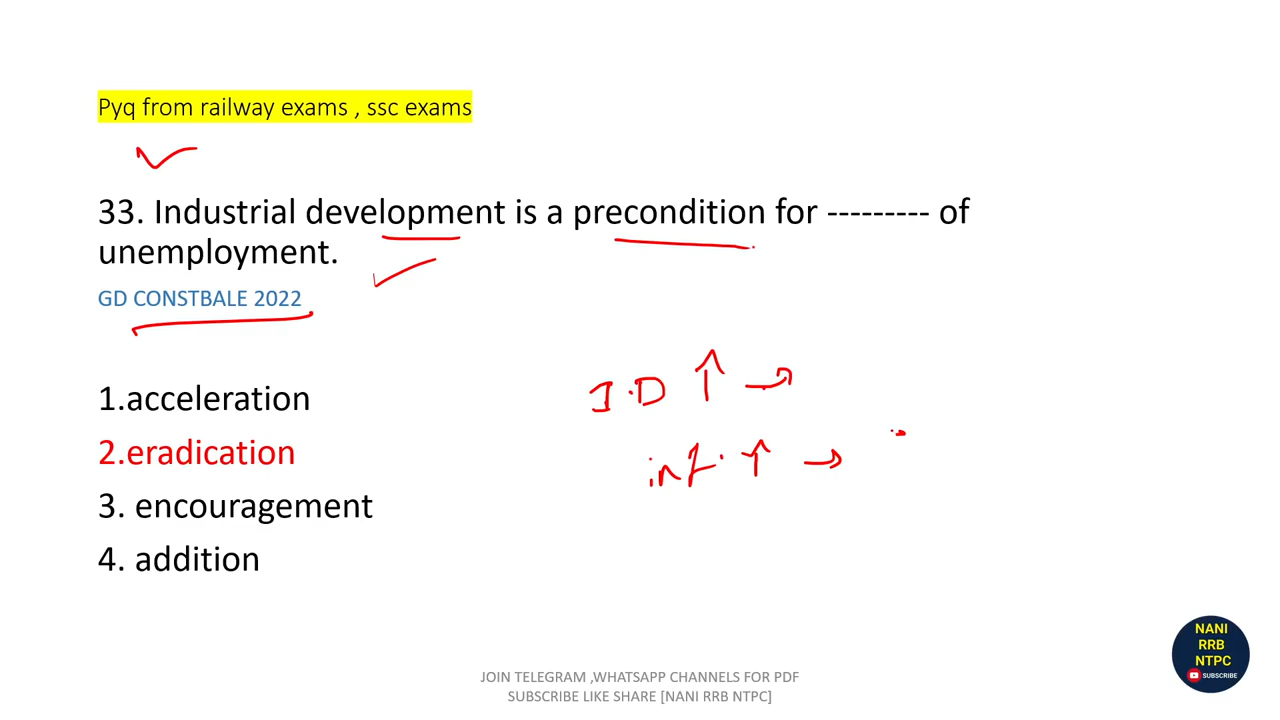 Pyq from railway exams , ssc exams
33. Industrial development is a precondition for --------- of
unemployment.
GD CONSTBALE 2022
1.acceleration
2.eradication
3. encouragement
4. addition
I.D ↑ →
inf. ↑ →
NANI
RRB
NTPC
SUBSCRIBE
JOIN TELEGRAM ,WHATSAPP CHANNELS FOR PDF
SUBSCRIBE LIKE SHARE [NANI RRB NTPC]